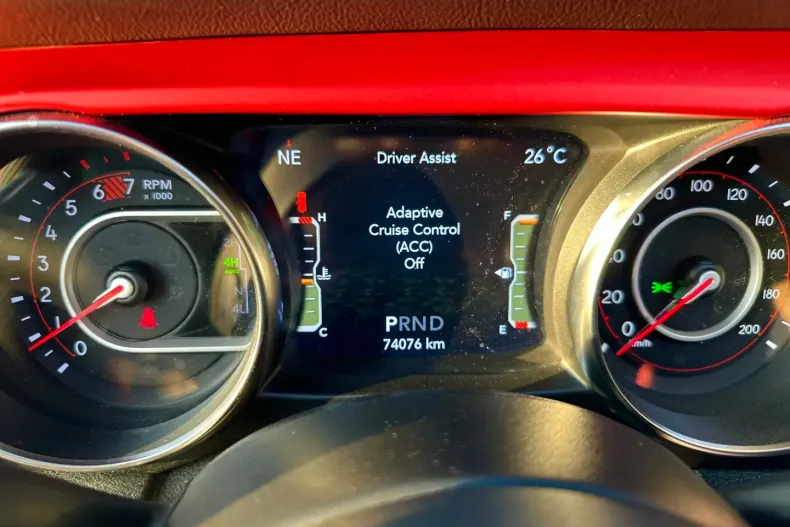 NE
Driver Assist
26°C
Adaptive
Cruise Control
(ACC)
Off
H
C
F
E
PRND
74076 km
RPM
x 1000
7
6
5
4
3
2
1
0
4H
AUTO
N
4L
0
20
80
100
120
140
160
180
200
km/h